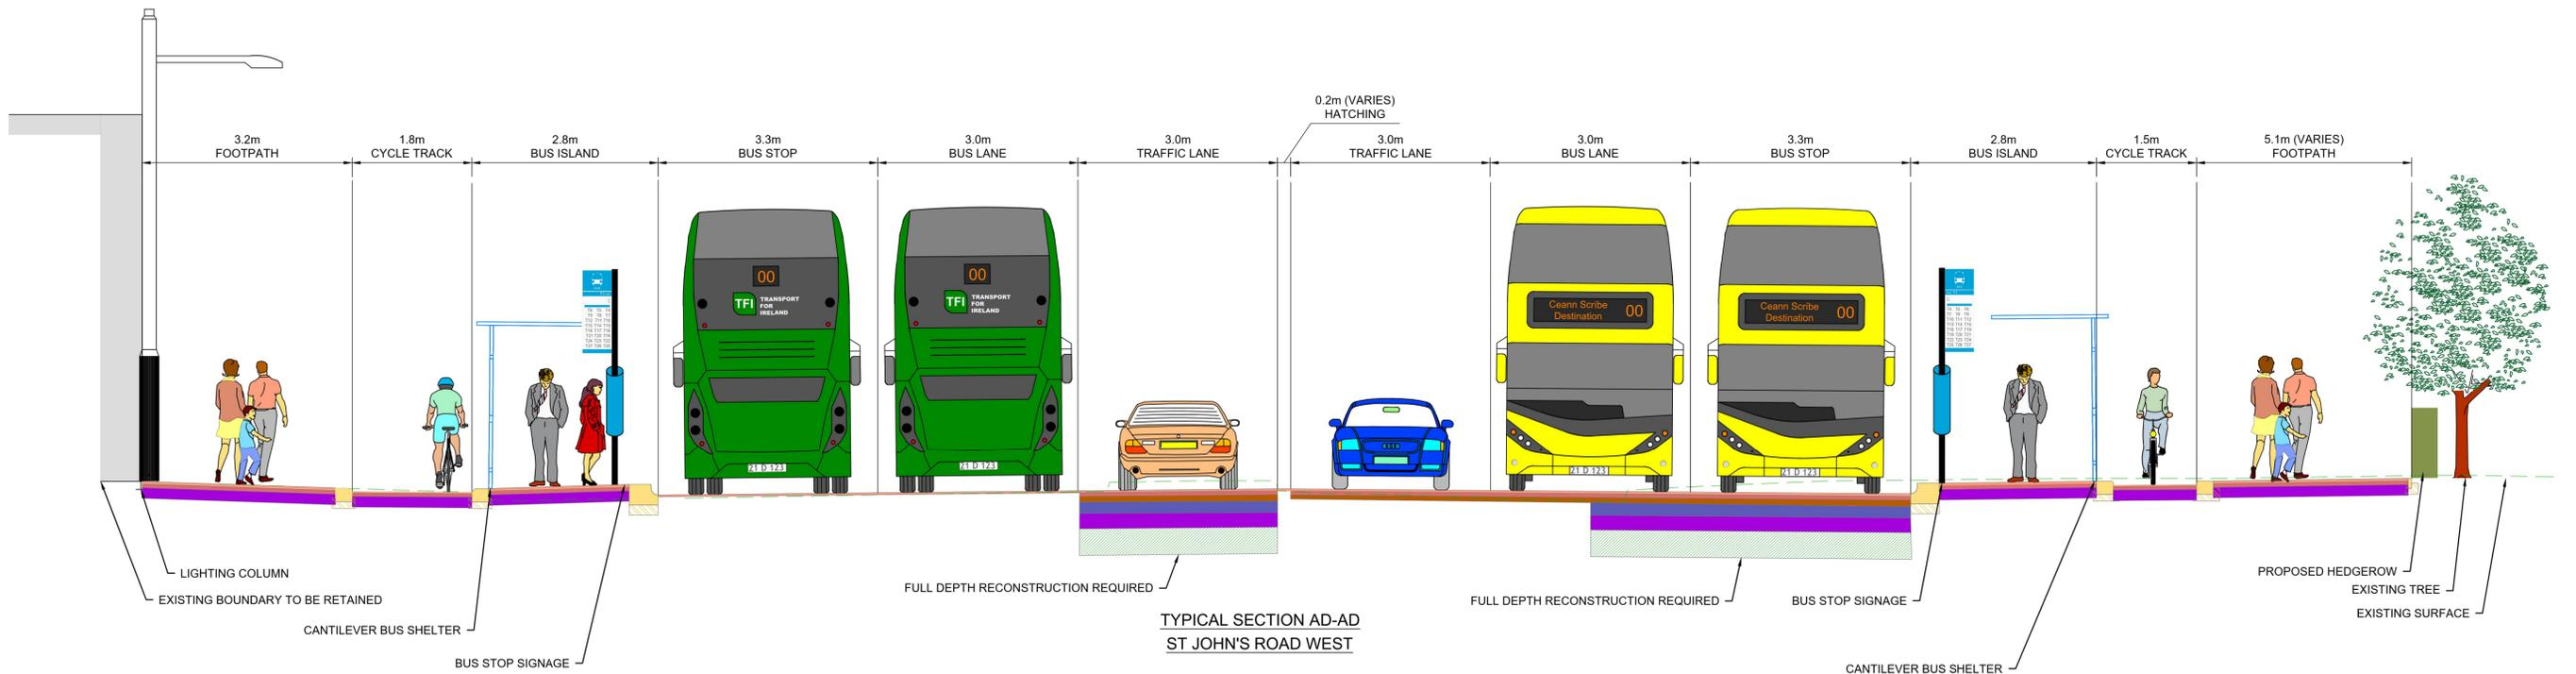 0.2m (VARIES)
HATCHING
3.2m
FOOTPATH
1.8m
CYCLE TRACK
2.8m
BUS ISLAND
3.3m
BUS STOP
3.0m
BUS LANE
3.0m
TRAFFIC LANE
3.0m
TRAFFIC LANE
3.0m
BUS LANE
3.3m
BUS STOP
2.8m
BUS ISLAND
1.5m
CYCLE TRACK
5.1m (VARIES)
FOOTPATH
00
TFI
TRANSPORT
FOR
IRELAND
21 D 123
00
TFI
TRANSPORT
FOR
IRELAND
21 D 123
Ceann Scribe
Destination
00
21 D 123
Ceann Scribe
Destination
00
21 D 123
LIGHTING COLUMN
EXISTING BOUNDARY TO BE RETAINED
CANTILEVER BUS SHELTER
BUS STOP SIGNAGE
FULL DEPTH RECONSTRUCTION REQUIRED
FULL DEPTH RECONSTRUCTION REQUIRED
BUS STOP SIGNAGE
CANTILEVER BUS SHELTER
PROPOSED HEDGEROW
EXISTING TREE
EXISTING SURFACE
TYPICAL SECTION AD-AD
ST JOHN'S ROAD WEST